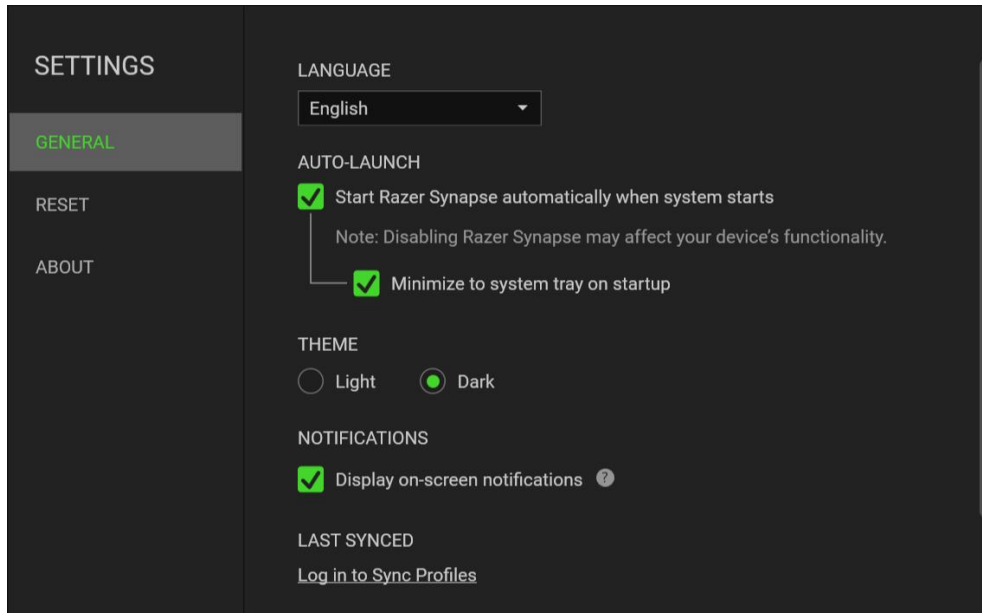 SETTINGS
GENERAL
RESET
ABOUT
LANGUAGE
English
AUTO-LAUNCH
Start Razer Synapse automatically when system starts
Note: Disabling Razer Synapse may affect your device’s functionality.
Minimize to system tray on startup
THEME
Light Dark
NOTIFICATIONS
Display on-screen notifications ?
LAST SYNCED
Log in to Sync Profiles